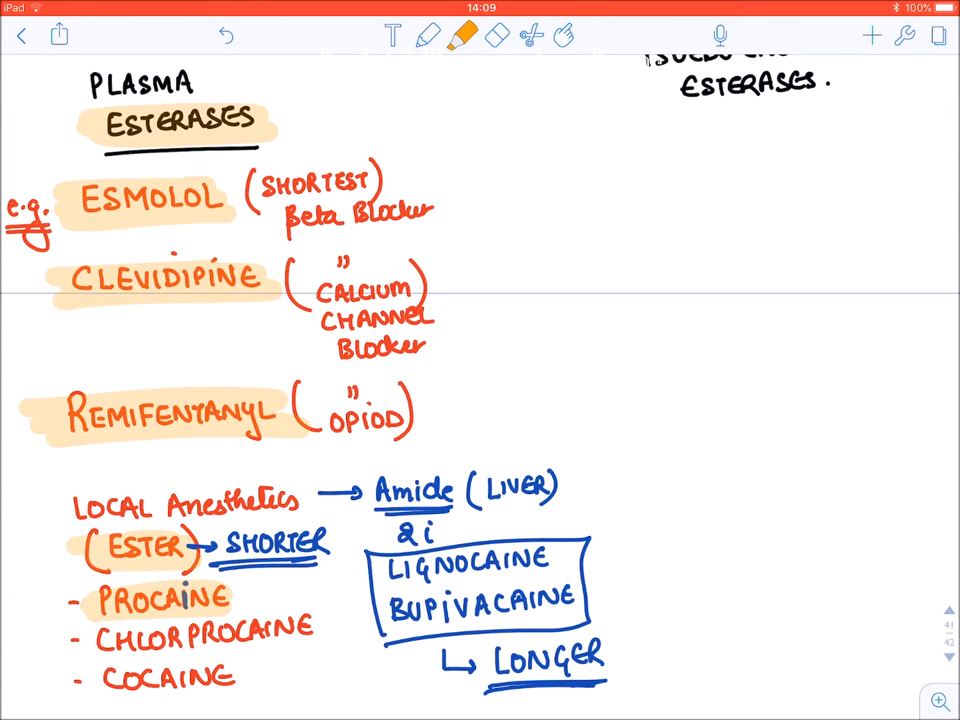 iPad 14:09 100%
T
PLASMA
ESTERASES
ESTERASES.
e.g. ESMOLOL (SHORTEST)
Beta Blocker
CLEVIDIPINE ( "
CALCIUM )
CHANNEL
Blocker
REMIFENTANYL ( "
OPIOD )
LOCAL Anesthetics → Amide (LIVER)
(ESTER) → SHORTER
2i
LIGNOCAINE
BUPIVACAINE
↳ LONGER
- PROCAINE
- CHLORPROCAINE
- COCAINE
41
42